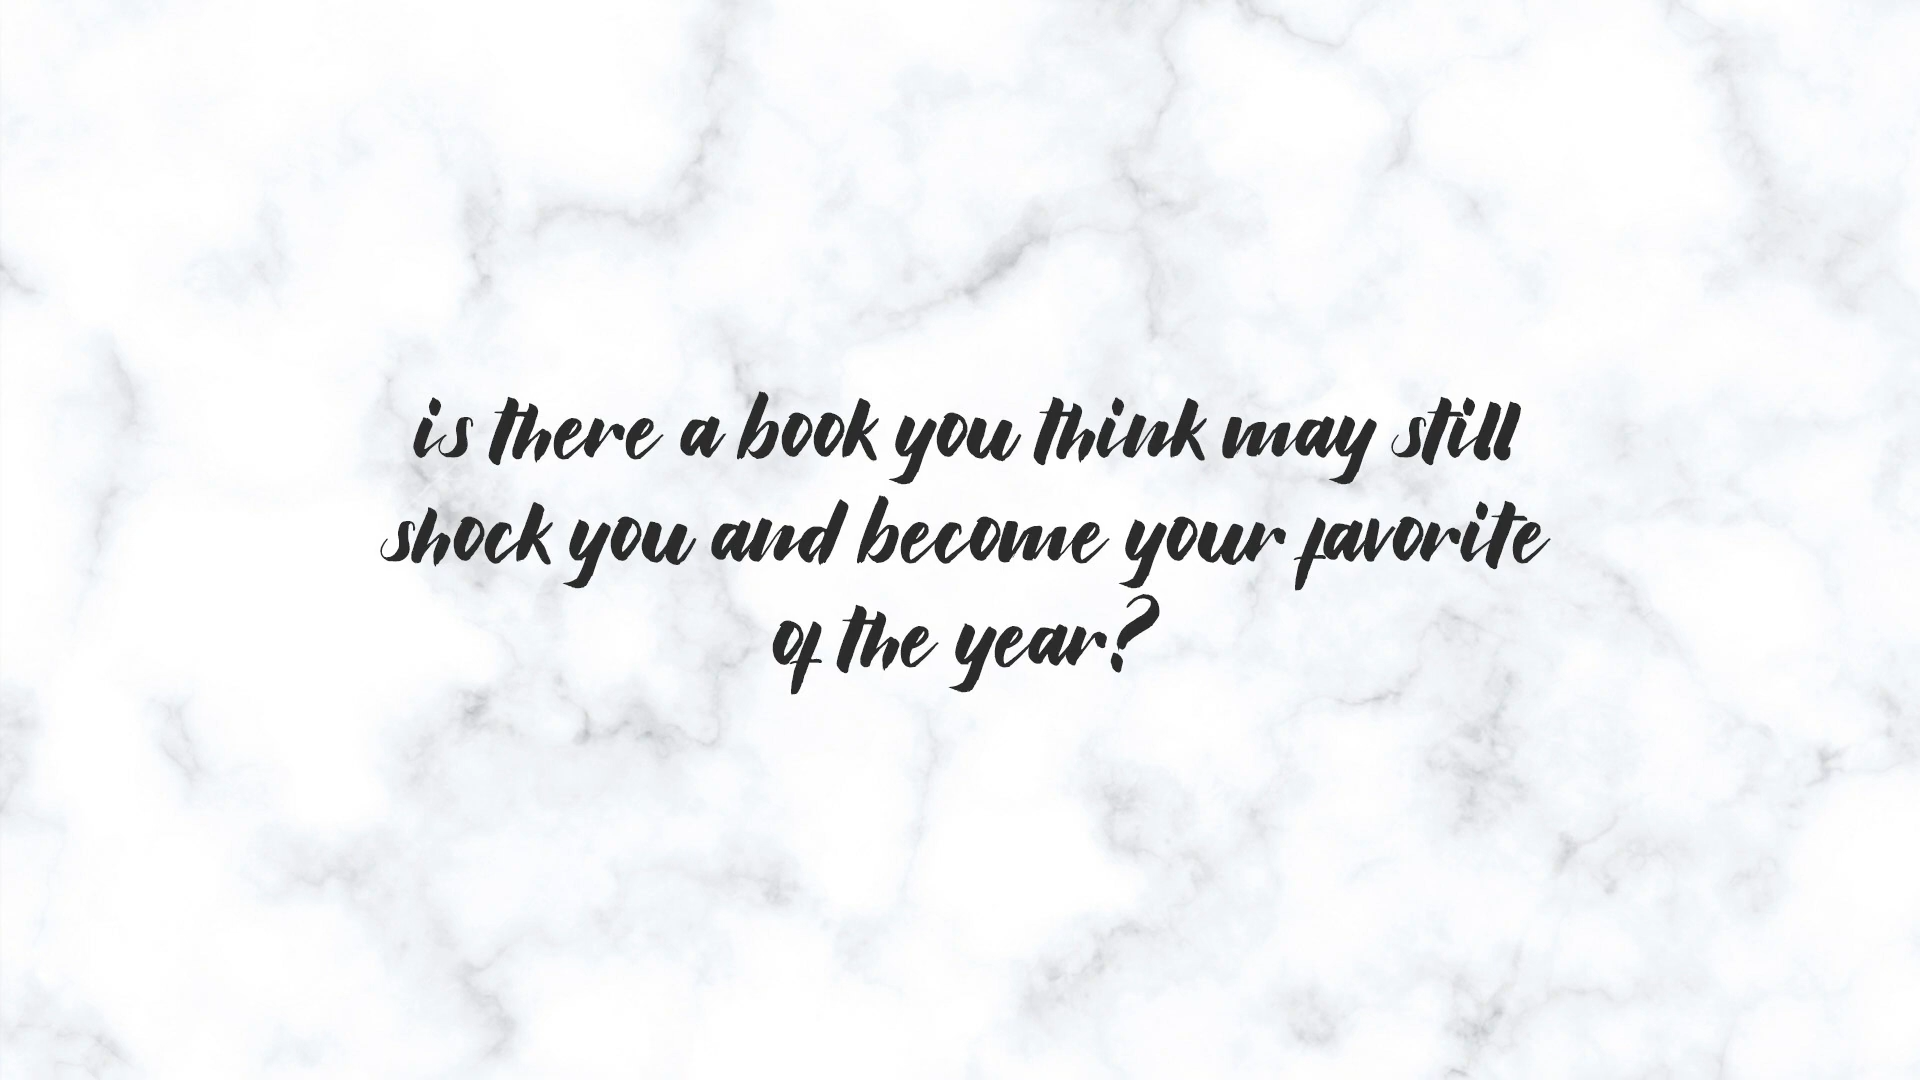 is there a book you think may still
shock you and become your favorite
of the year?